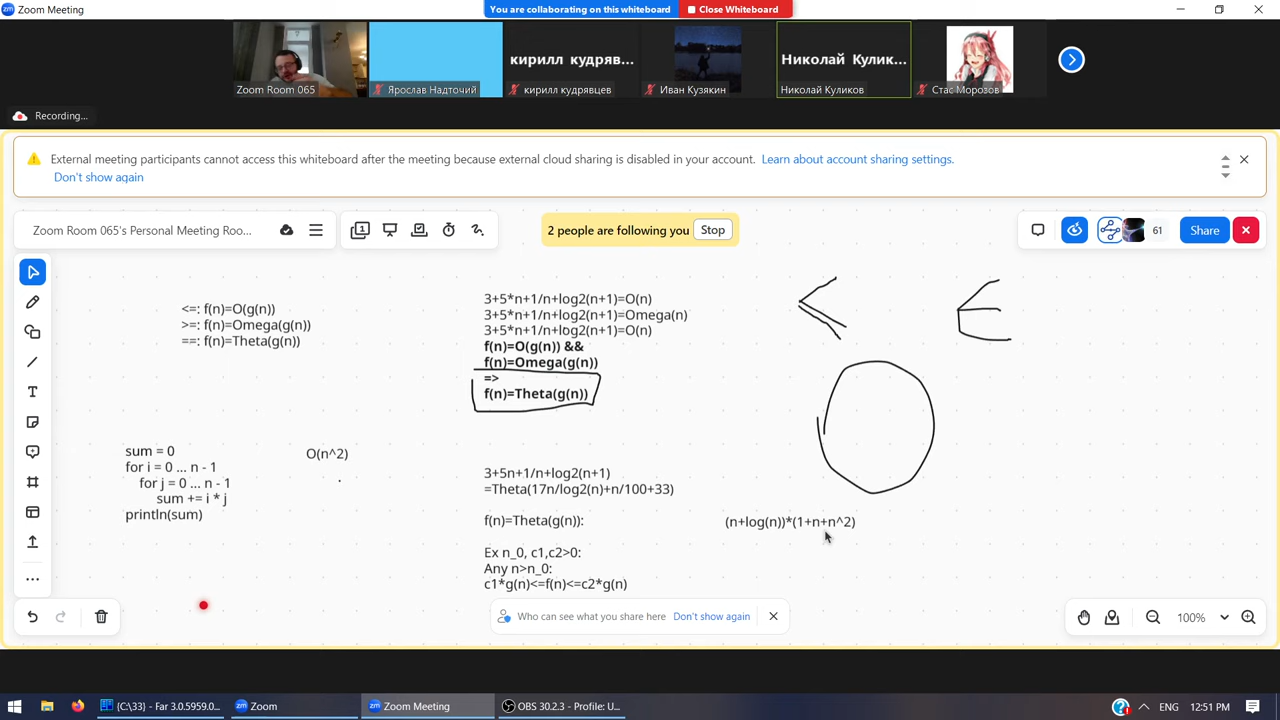 Zoom Meeting
You are collaborating on this whiteboard
Close Whiteboard
кирилл кудряв...
Николай Кулик...
Zoom Room 065
Ярослав Надточий
кирилл кудрявцев
Иван Кузякин
Николай Куликов
Стас Морозов
Recording...
External meeting participants cannot access this whiteboard after the meeting because external cloud sharing is disabled in your account. Learn about account sharing settings.
Don't show again
Zoom Room 065's Personal Meeting Roo...
1
2 people are following you
Stop
61
Share
<=: f(n)=O(g(n))
>=: f(n)=Omega(g(n))
==: f(n)=Theta(g(n))
3+5*n+1/n+log2(n+1)=O(n)
3+5*n+1/n+log2(n+1)=Omega(n)
3+5*n+1/n+log2(n+1)=O(n)
f(n)=O(g(n)) &&
f(n)=Omega(g(n))
=>
f(n)=Theta(g(n))
sum = 0
for i = 0 ... n - 1
for j = 0 ... n - 1
sum += i * j
println(sum)
O(n^2)
.
3+5n+1/n+log2(n+1)
=Theta(17n/log2(n)+n/100+33)
f(n)=Theta(g(n)):
Ex n_0, c1,c2>0:
Any n>n_0:
c1*g(n)<=f(n)<=c2*g(n)
(n+log(n))*(1+n+n^2)
Who can see what you share here
Don't show again
100%
(C:\33) - Far 3.0.5959.0...
Zoom
Zoom Meeting
OBS 30.2.3 - Profile: U...
ENG
12:51 PM